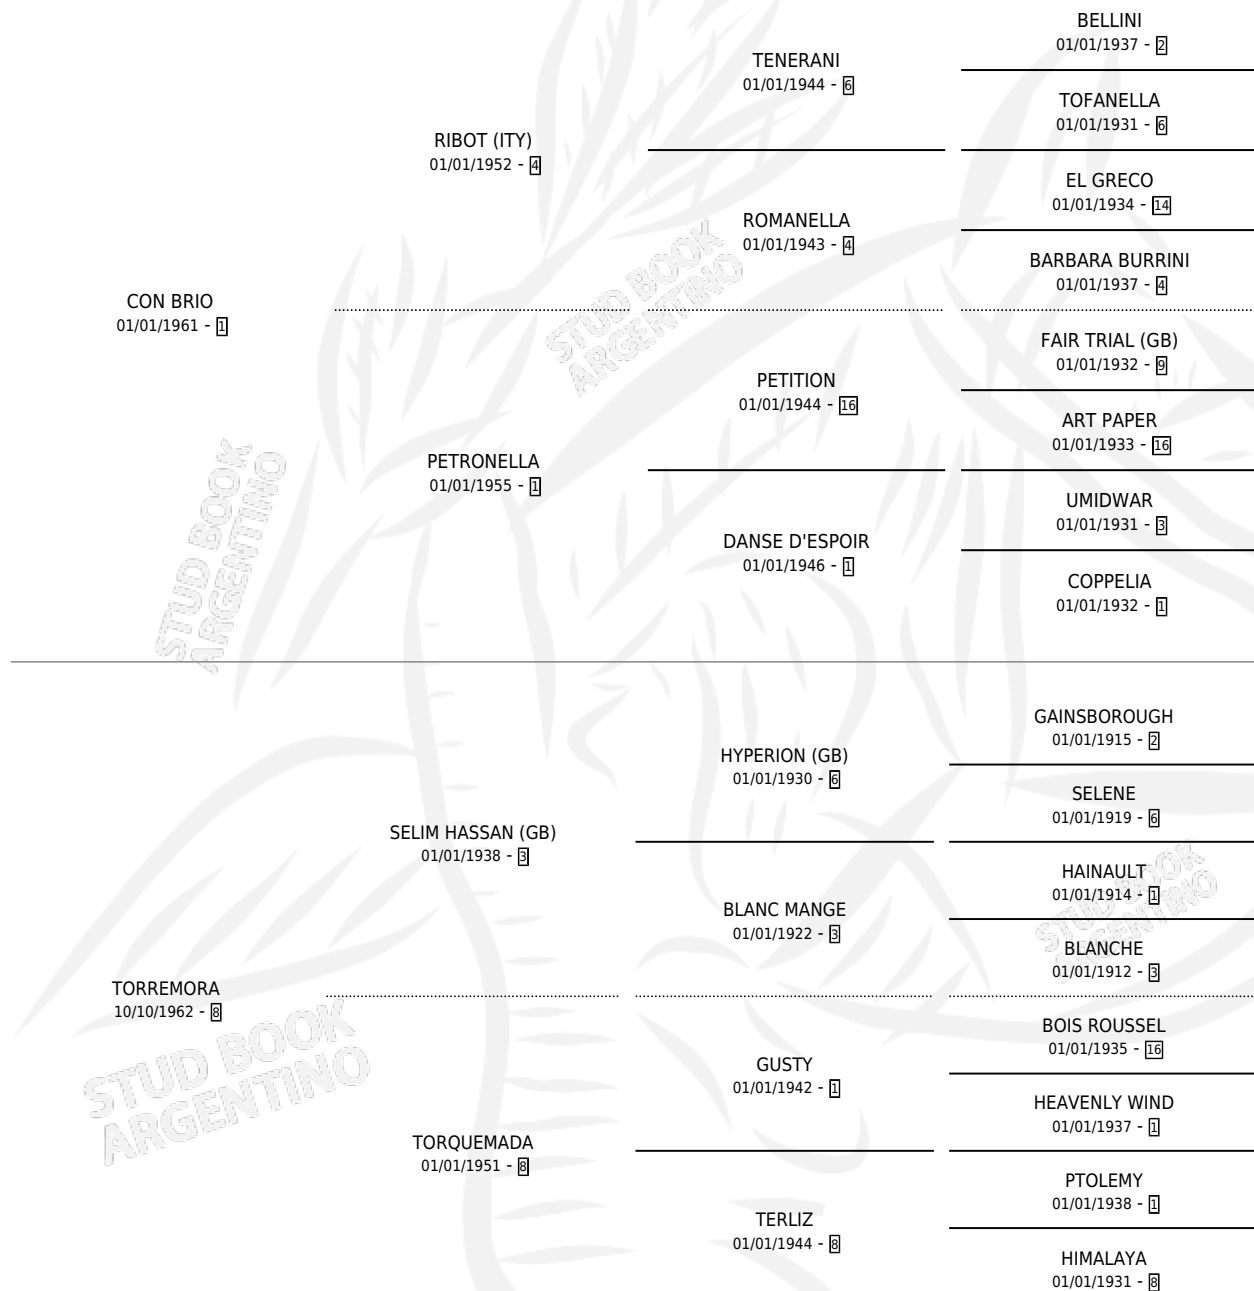 BELLINI
01/01/1937 - 2
TENERANI
01/01/1944 - 6
TOFANELLA
01/01/1931 - 6
RIBOT (ITY)
01/01/1952 - 4
EL GRECO
01/01/1934 - 14
ROMANELLA
01/01/1943 - 4
BARBARA BURRINI
01/01/1937 - 4
CON BRIO
01/01/1961 - 1
STUD BOOK
ARGENTINO
FAIR TRIAL (GB)
01/01/1932 - 9
PETITION
01/01/1944 - 16
ART PAPER
01/01/1933 - 16
PETRONELLA
01/01/1955 - 1
UMIDWAR
01/01/1931 - 3
DANSE D'ESPOIR
01/01/1946 - 1
COPPELIA
01/01/1932 - 1
STUD BOOK
ARGENTINO
GAINSBOROUGH
01/01/1915 - 2
HYPERION (GB)
01/01/1930 - 6
SELENE
01/01/1919 - 6
SELIM HASSAN (GB)
01/01/1938 - 3
HAINAULT
01/01/1914 - 1
BLANC MANGE
01/01/1922 - 3
STUD BOOK
ARGENTINO
BLANCHE
01/01/1912 - 3
TORREMORA
10/10/1962 - 8
BOIS ROUSSEL
01/01/1935 - 16
STUD BOOK
ARGENTINO
GUSTY
01/01/1942 - 1
HEAVENLY WIND
01/01/1937 - 1
TORQUEMADA
01/01/1951 - 8
PTOLEMY
01/01/1938 - 1
TERLIZ
01/01/1944 - 8
HIMALAYA
01/01/1931 - 8